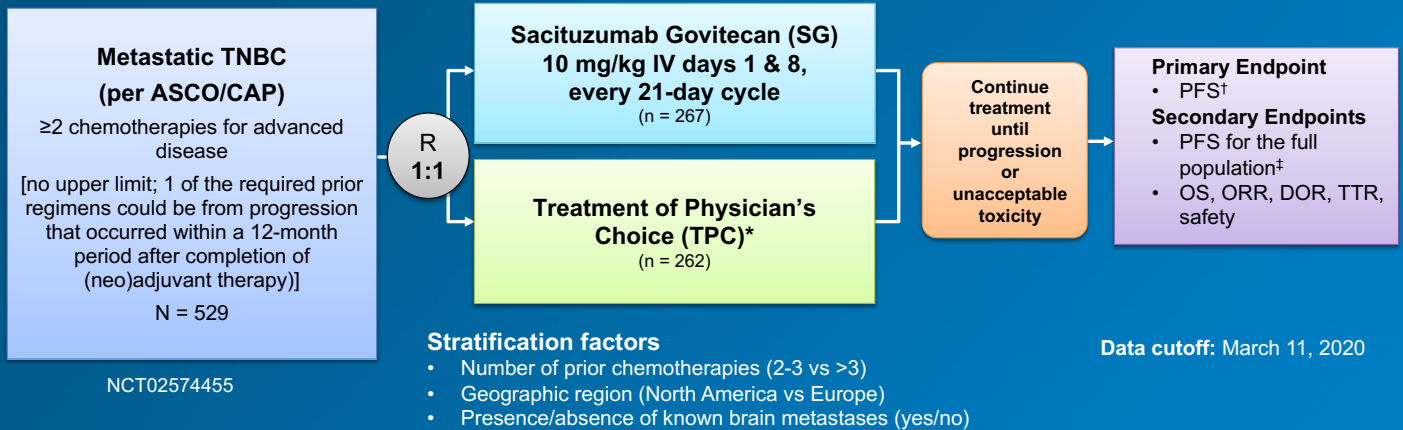 Metastatic TNBC
(per ASCO/CAP)
≥2 chemotherapies for advanced
disease
[no upper limit; 1 of the required prior
regimens could be from progression
that occurred within a 12-month
period after completion of
(neo)adjuvant therapy)]
N = 529
NCT02574455
R
1:1
Sacituzumab Govitecan (SG)
10 mg/kg IV days 1 & 8,
every 21-day cycle
(n = 267)
Treatment of Physician's
Choice (TPC)*
(n = 262)
Continue
treatment
until
progression
or
unacceptable
toxicity
Primary Endpoint
• PFS†
Secondary Endpoints
• PFS for the full
population‡
• OS, ORR, DOR, TTR,
safety
Stratification factors
• Number of prior chemotherapies (2-3 vs >3)
• Geographic region (North America vs Europe)
• Presence/absence of known brain metastases (yes/no)
Data cutoff: March 11, 2020